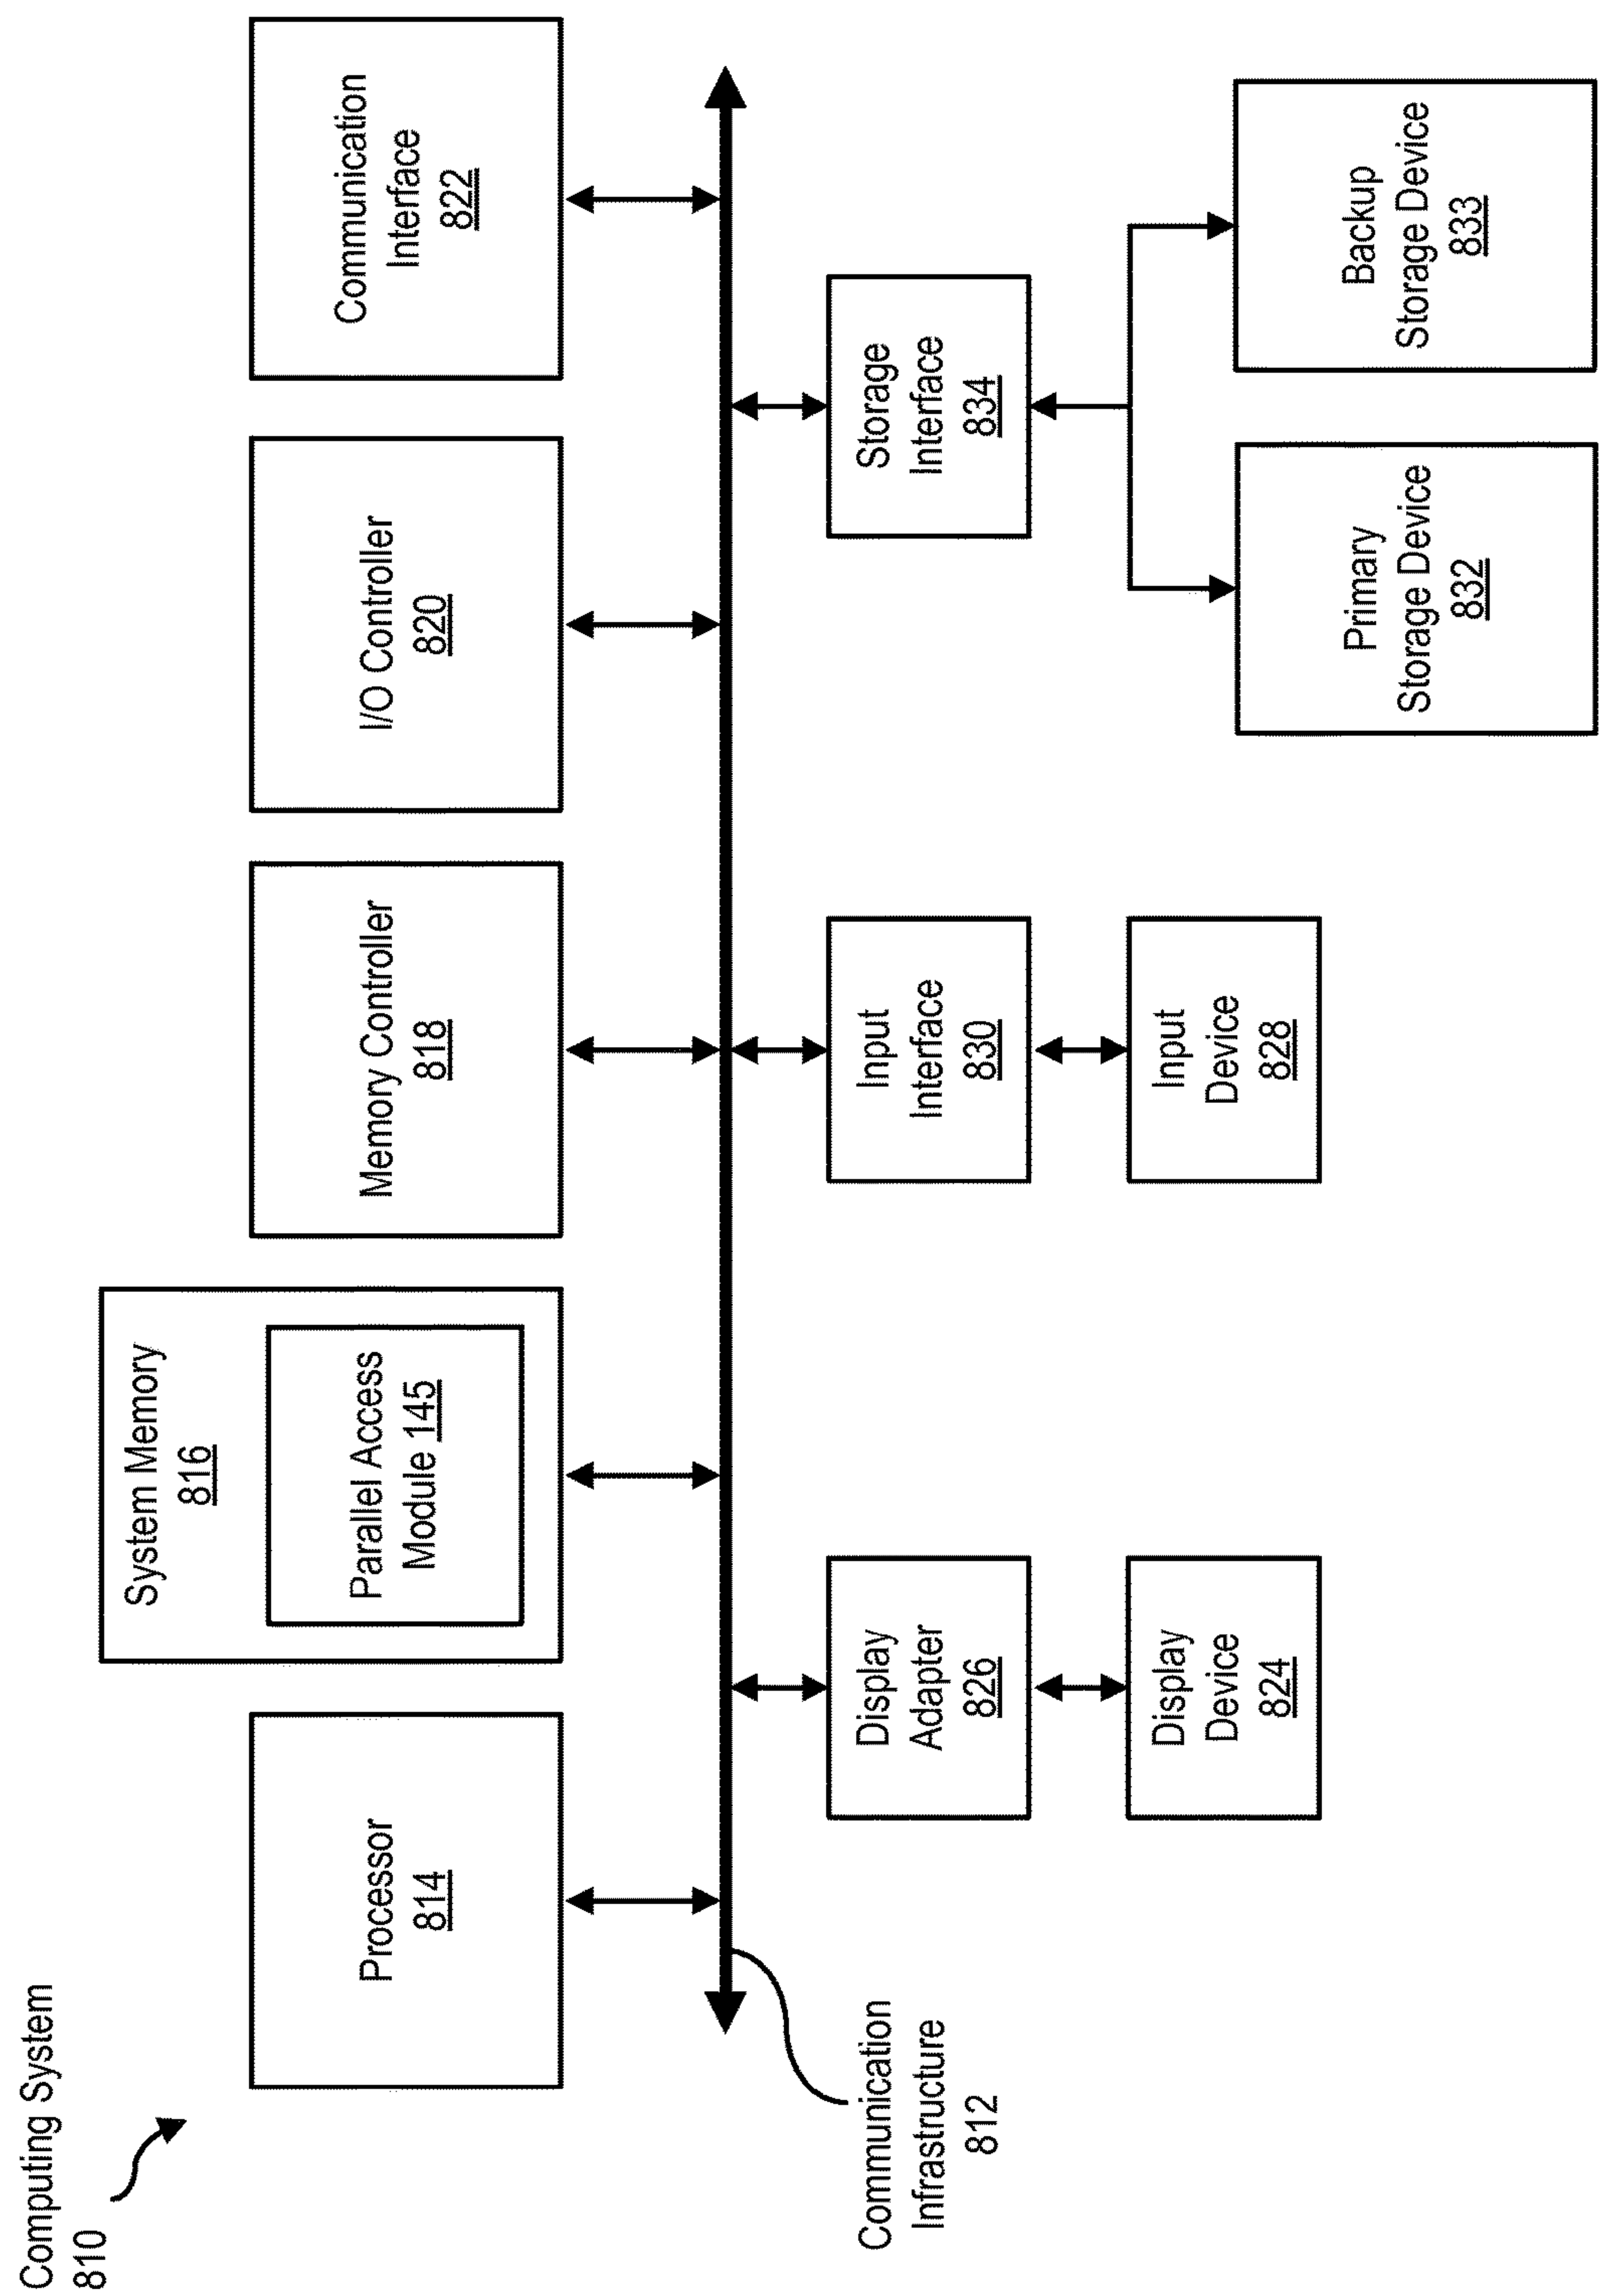 Computing System
810
Processor
814
System Memory
816
Parallel Access
Module 145
Memory Controller
818
I/O Controller
820
Communication
Interface
822
Communication
Infrastructure
812
Display
Adapter
826
Input
Interface
830
Storage
Interface
834
Display
Device
824
Input
Device
828
Primary
Storage Device
832
Backup
Storage Device
833